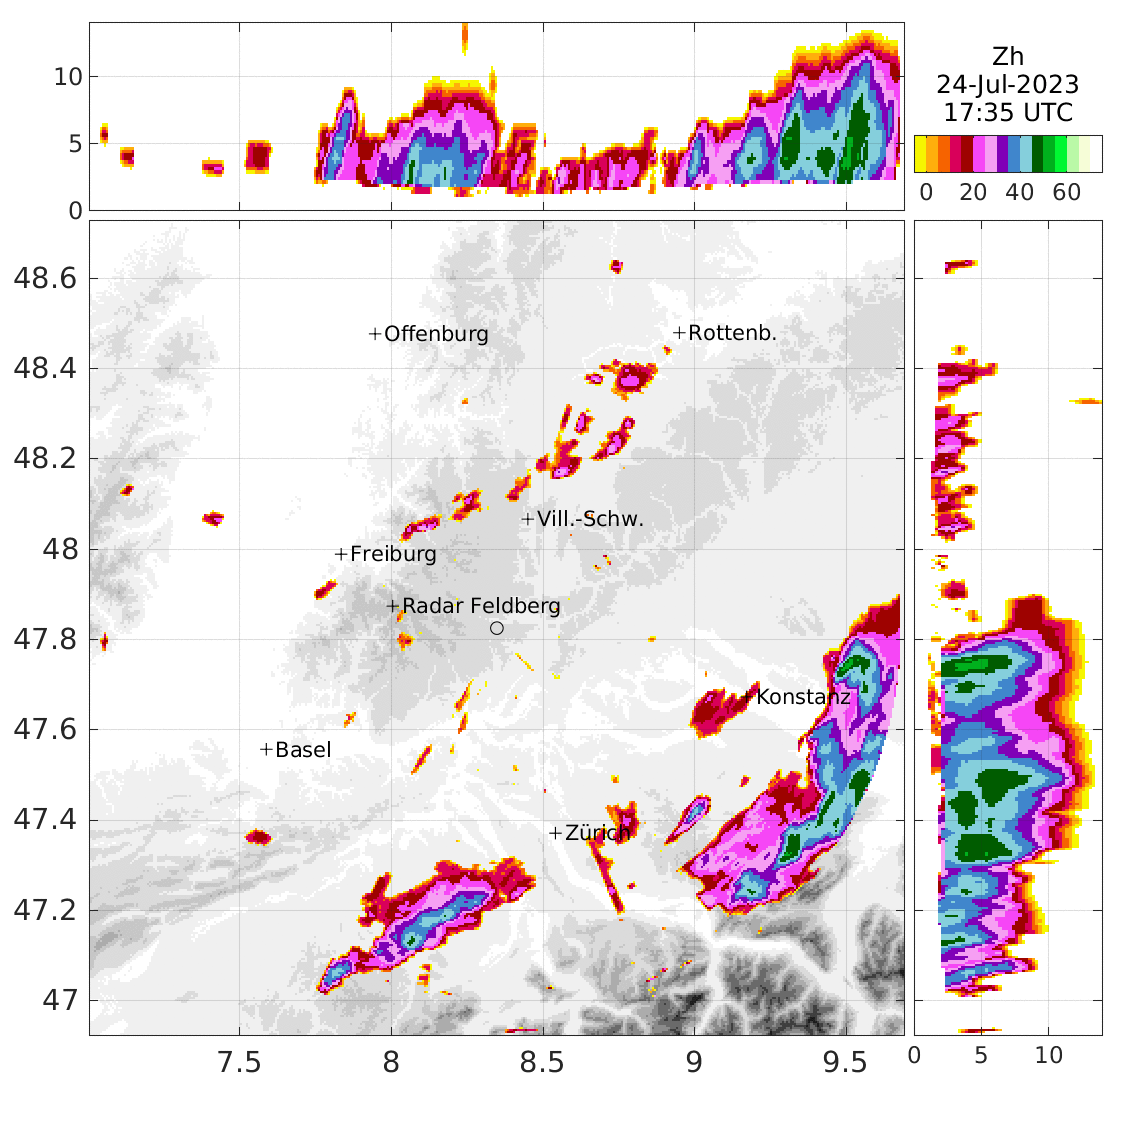 10
5
0
Zh
24-Jul-2023
17:35 UTC
0 20 40 60
48.6
48.4
48.2
48
47.8
47.6
47.4
47.2
47
+Offenburg
+Rottenb.
+Vill.-Schw.
+Freiburg
+Radar Feldberg
+Konstanz
+Basel
+Zürich
7.5 8 8.5 9 9.5
0 5 10